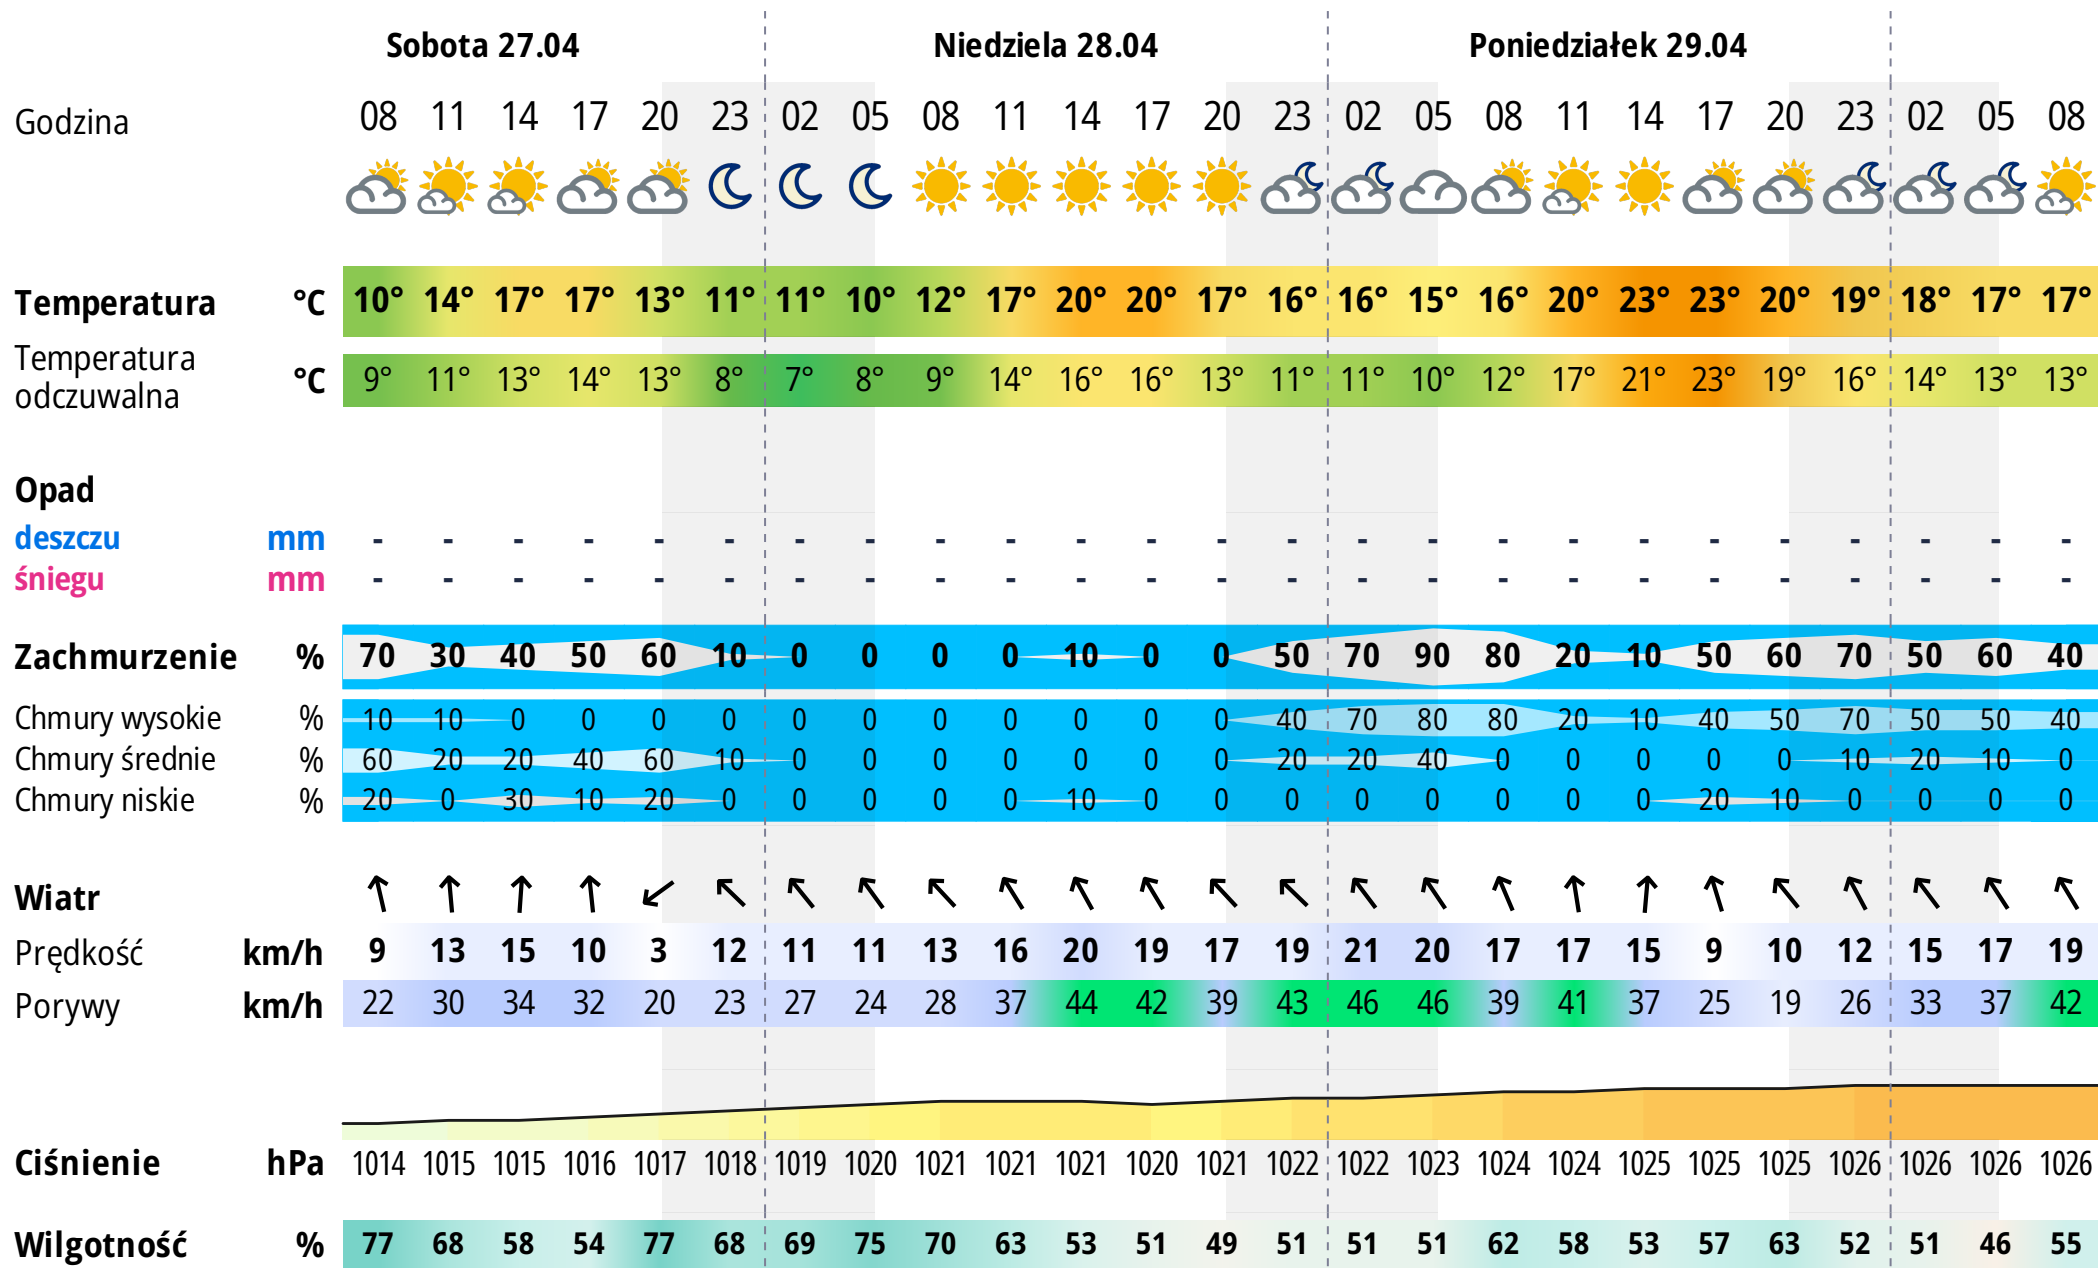 Sobota 27.04 Niedziela 28.04 Poniedziałek 29.04
Godzina 08 11 14 17 20 23 02 05 08 11 14 17 20 23 02 05 08 11 14 17 20 23 02 05 08
Temperatura °C 10° 14° 17° 17° 13° 11° 11° 10° 12° 17° 20° 20° 17° 16° 16° 15° 16° 20° 23° 23° 20° 19° 18° 17° 17°
Temperatura
odczuwalna °C 9° 11° 13° 14° 13° 8° 7° 8° 9° 14° 16° 16° 13° 11° 11° 10° 12° 17° 21° 23° 19° 16° 14° 13° 13°
Opad
deszczu mm - - - - - - - - - - - - - - - - - - - - - - - - -
śniegu mm - - - - - - - - - - - - - - - - - - - - - - - - -
Zachmurzenie % 70 30 40 50 60 10 0 0 0 0 10 0 0 50 70 90 80 20 10 50 60 70 50 60 40
Chmury wysokie % 10 10 0 0 0 0 0 0 0 0 0 0 0 40 70 80 80 20 10 40 50 70 50 50 40
Chmury średnie % 60 20 20 40 60 10 0 0 0 0 0 0 0 20 20 40 0 0 0 0 0 10 20 10 0
Chmury niskie % 20 0 30 10 20 0 0 0 0 0 10 0 0 0 0 0 0 0 0 20 10 0 0 0 0
Wiatr
Prędkość km/h 9 13 15 10 3 12 11 11 13 16 20 19 17 19 21 20 17 17 15 9 10 12 15 17 19
Porywy km/h 22 30 34 32 20 23 27 24 28 37 44 42 39 43 46 46 39 41 37 25 19 26 33 37 42
Ciśnienie hPa 1014 1015 1015 1016 1017 1018 1019 1020 1021 1021 1021 1020 1021 1022 1022 1023 1024 1024 1025 1025 1025 1026 1026 1026 1026
Wilgotność % 77 68 58 54 77 68 69 75 70 63 53 51 49 51 51 51 62 58 53 57 63 52 51 46 55